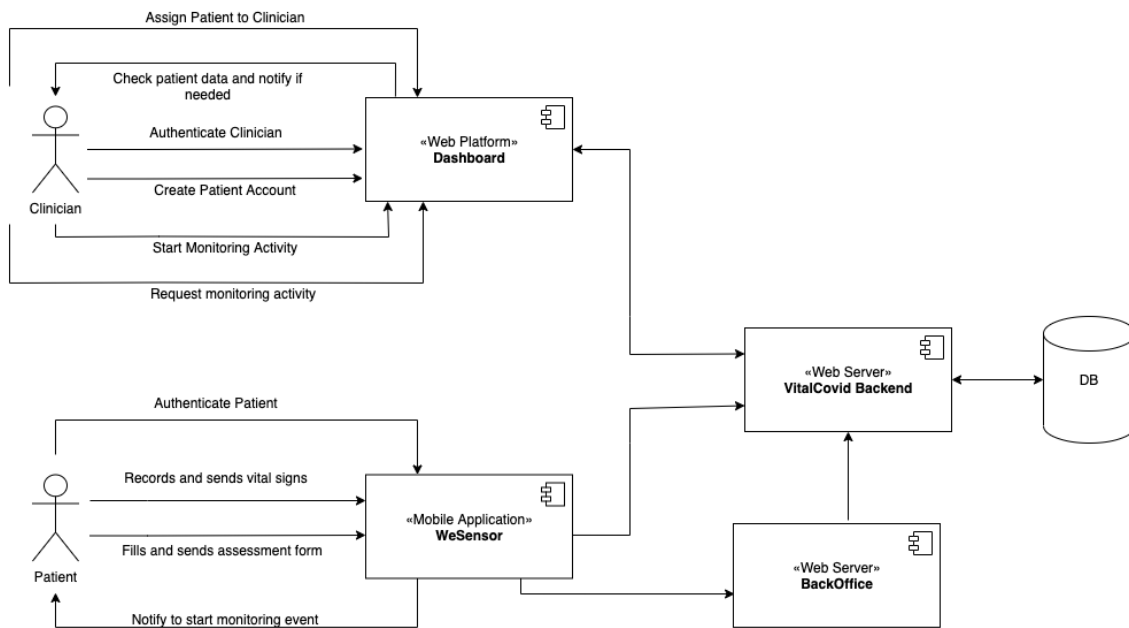 Assign Patient to Clinician
Check patient data and notify if
needed
Authenticate Clinician
«Web Platform»
Dashboard
Create Patient Account
Clinician
Start Monitoring Activity
Request monitoring activity
«Web Server»
VitalCovid Backend
DB
Authenticate Patient
Records and sends vital signs
«Mobile Application»
WeSensor
Fills and sends assessment form
Patient
«Web Server»
BackOffice
Notify to start monitoring event